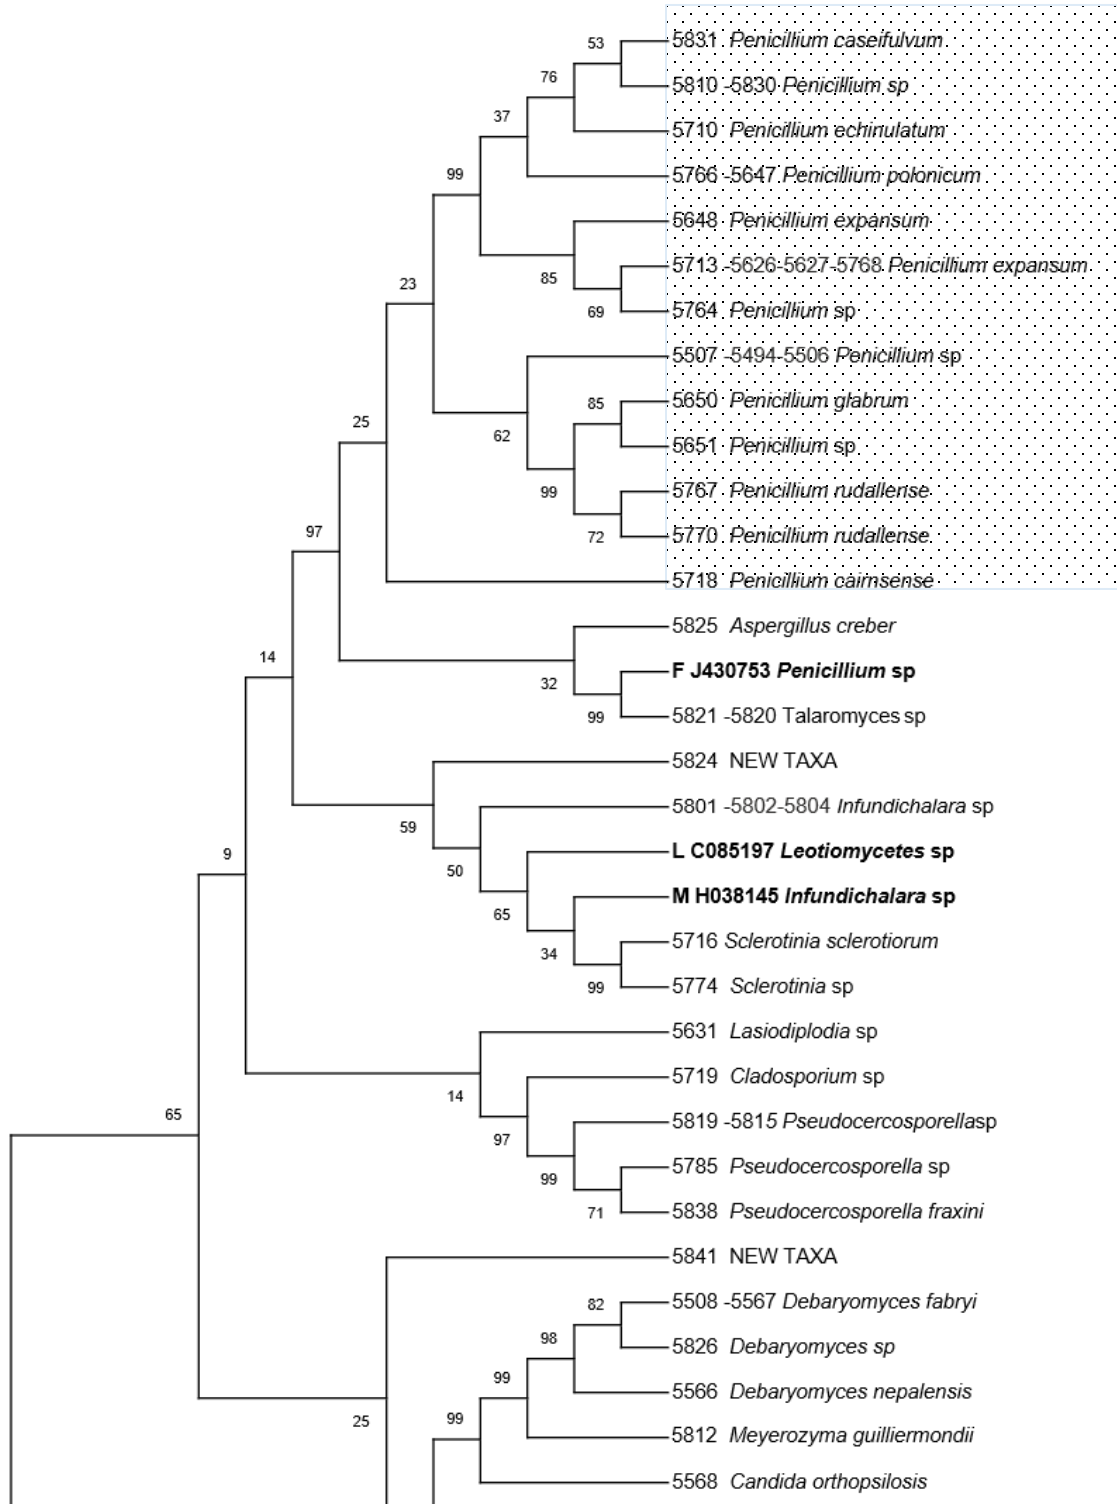 53
5831 Penicillium caseifulvum
76
5810 -5830 Penicillium sp
37
5710 Penicillium echinulatum
99
5766 -5647 Penicillium polonicum
5648 Penicillium expansum
85
5713 -5626-5627-5768 Penicillium expansum
23
69
5764 Penicillium sp
5507 -5494-5506 Penicillium sp
85
5650 Penicillium glabrum
25
62
5651 Penicillium sp
99
5767 Penicillium rudallense
97
72
5770 Penicillium rudallense
5718 Penicillium cairnsense
5825 Aspergillus creber
14
32
F J430753 Penicillium sp
99
5821 -5820 Talaromyces sp
5824 NEW TAXA
59
5801 -5802-5804 Infundichalara sp
9
50
L C085197 Leotiomycetes sp
65
M H038145 Infundichalara sp
34
5716 Sclerotinia sclerotiorum
99
5774 Sclerotinia sp
5631 Lasiodiplodia sp
14
5719 Cladosporium sp
65
97
5819 -5815 Pseudocercosporellasp
99
5785 Pseudocercosporella sp
71
5838 Pseudocercosporella fraxini
5841 NEW TAXA
82
5508 -5567 Debaryomyces fabryi
98
5826 Debaryomyces sp
99
5566 Debaryomyces nepalensis
25
99
5812 Meyerozyma guilliermondii
5568 Candida orthopsilosis